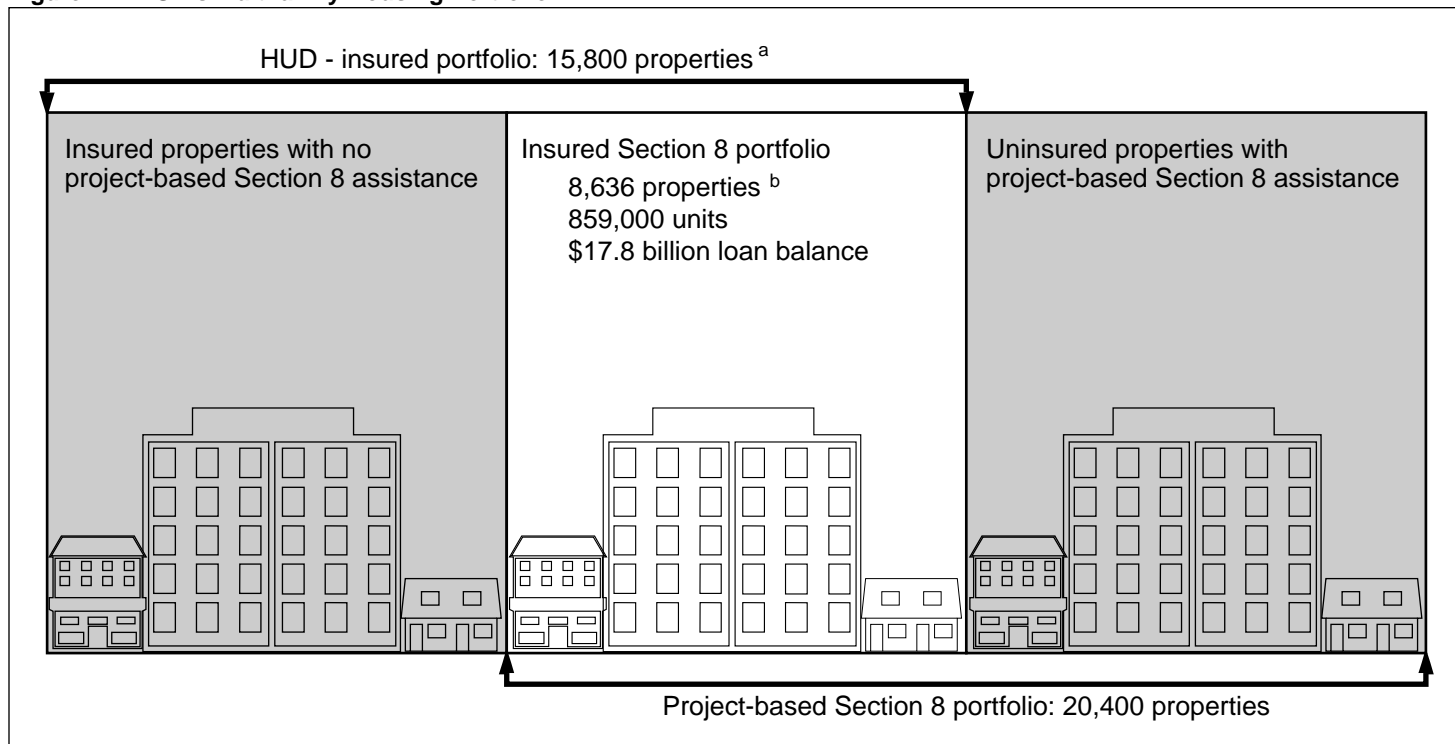 HUD - insured portfolio: 15,800 properties a
Insured properties with no
project-based Section 8 assistance
Insured Section 8 portfolio
8,636 properties b
859,000 units
$17.8 billion loan balance
Uninsured properties with
project-based Section 8 assistance
Project-based Section 8 portfolio: 20,400 properties